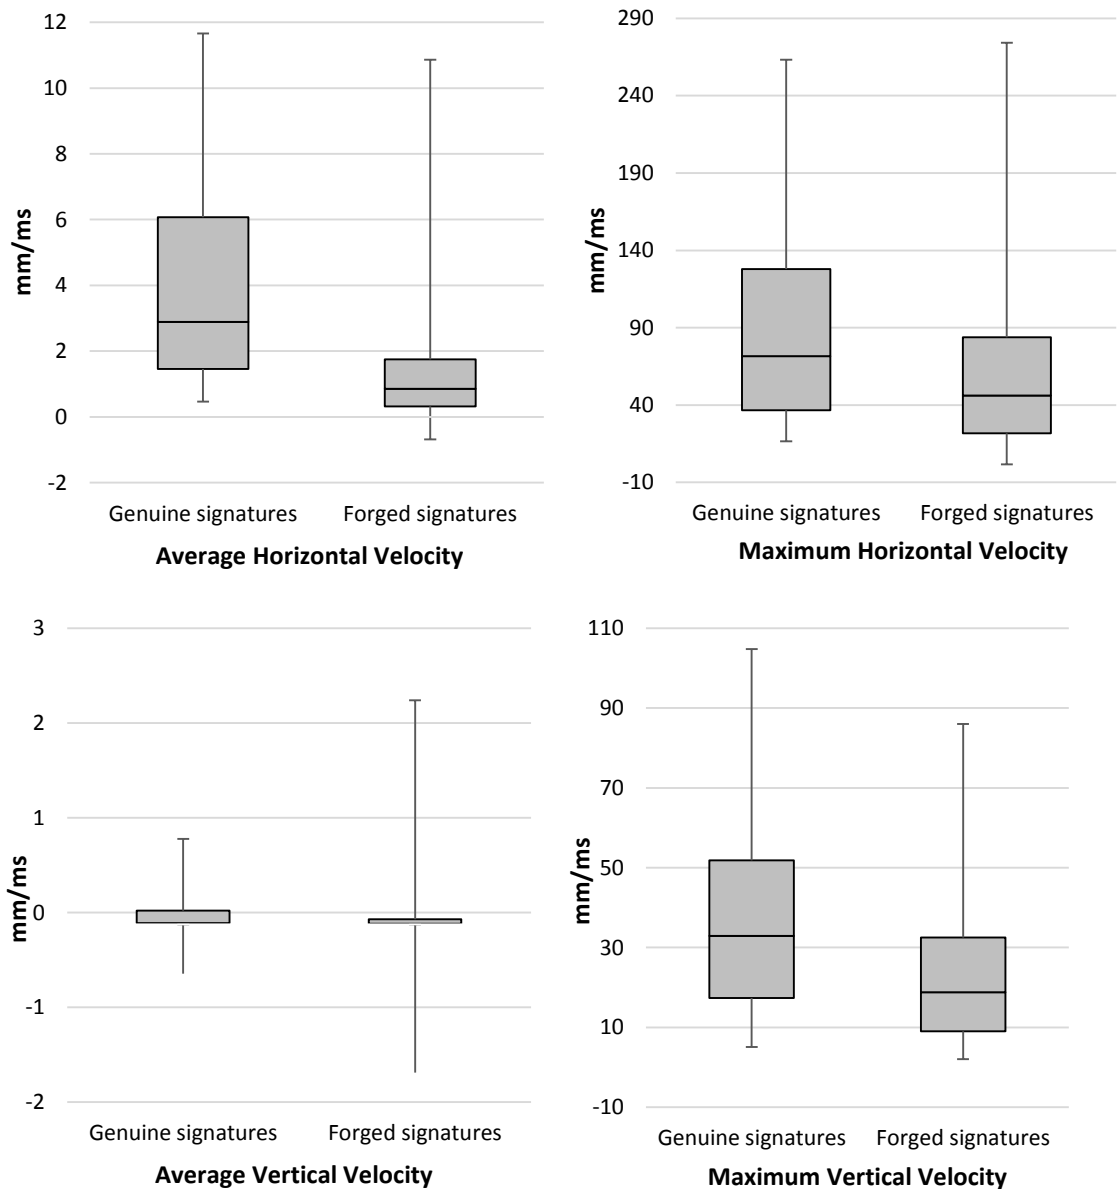 12
10
8
6
4
2
0
-2
mm/ms
Genuine signatures
Forged signatures
Average Horizontal Velocity
290
240
190
140
90
40
-10
mm/ms
Genuine signatures
Forged signatures
Maximum Horizontal Velocity
3
2
1
0
-1
-2
mm/ms
Genuine signatures
Forged signatures
Average Vertical Velocity
110
90
70
50
30
10
-10
mm/ms
Genuine signatures
Forged signatures
Maximum Vertical Velocity